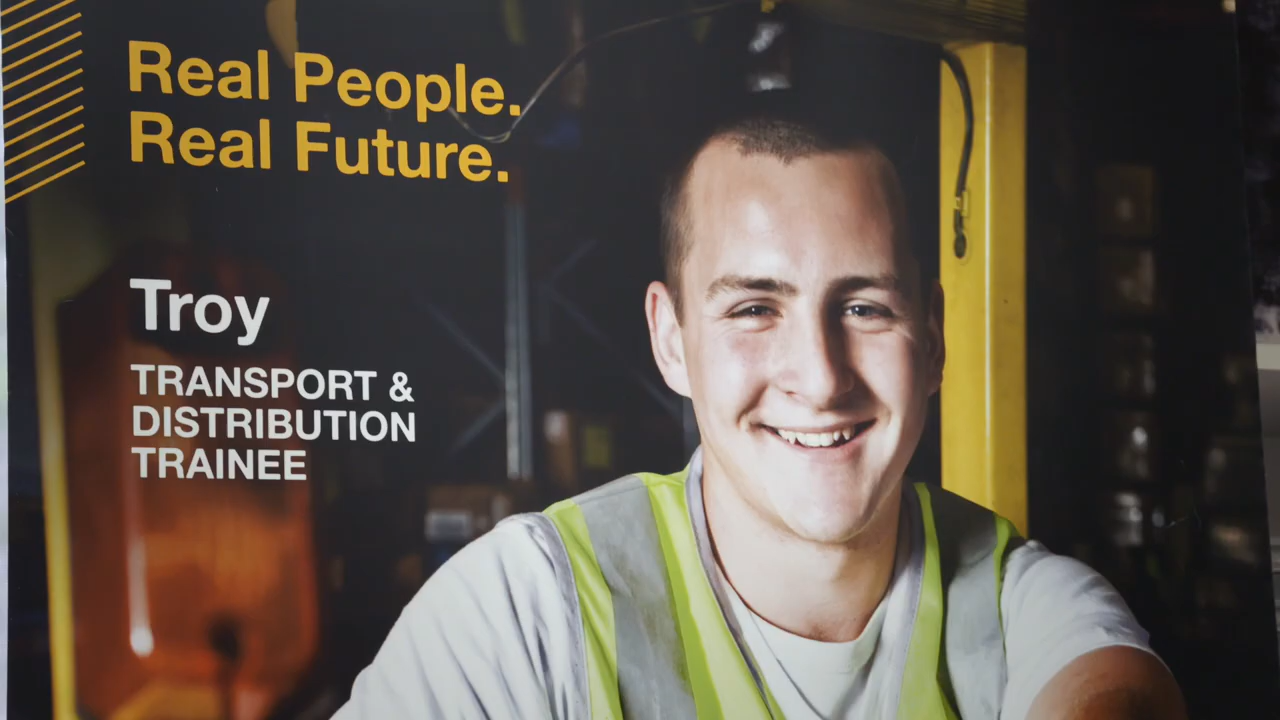 Real People.
Real Future.
Troy
TRANSPORT &
DISTRIBUTION
TRAINEE